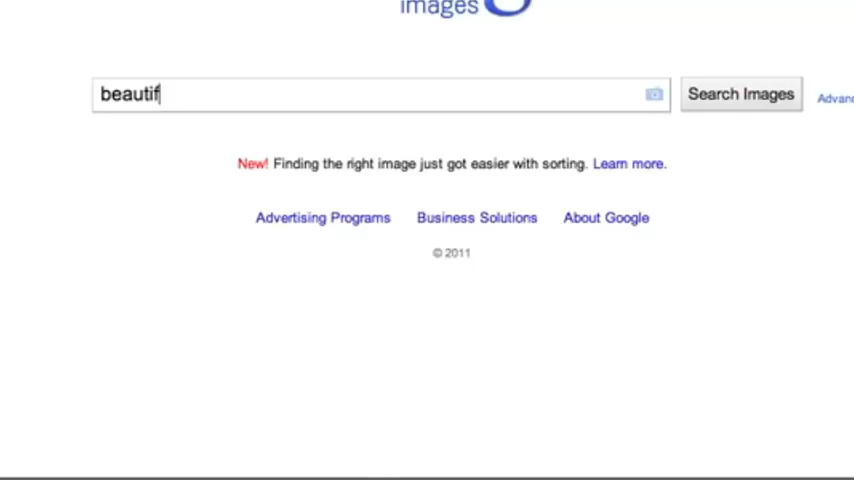 images
beautif
Search Images
New! Finding the right image just got easier with sorting. Learn more.
Advertising Programs Business Solutions About Google
© 2011